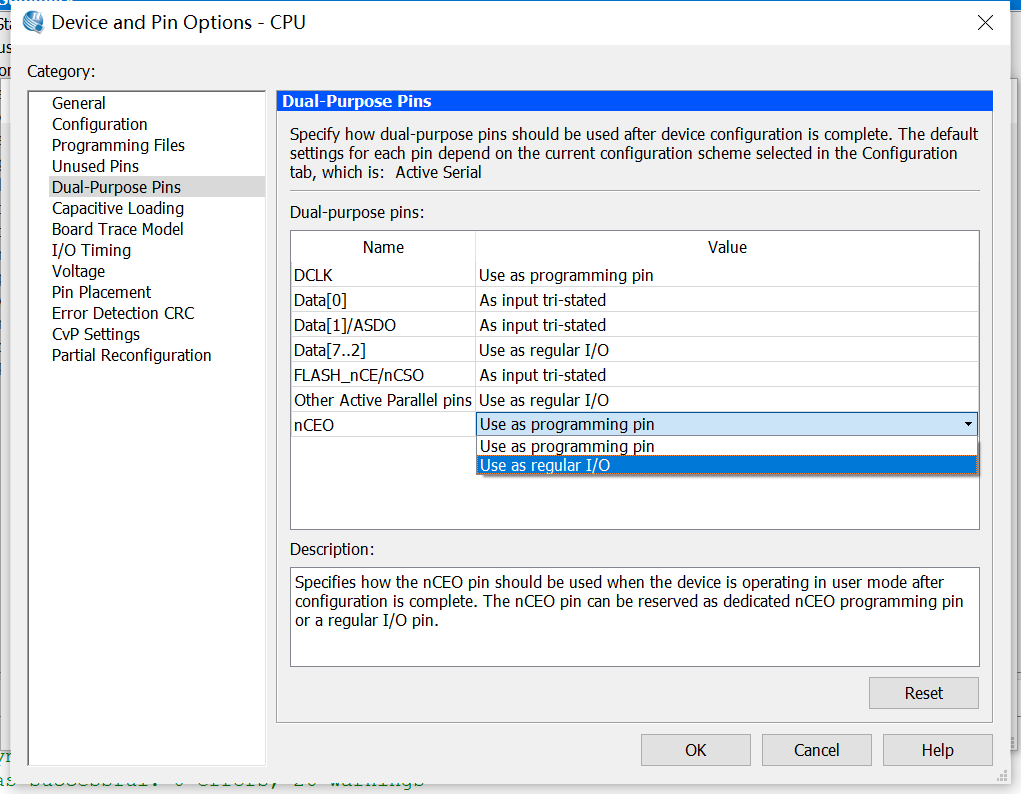 Device and Pin Options - CPU
Category:
General
Configuration
Programming Files
Unused Pins
Dual-Purpose Pins
Capacitive Loading
Board Trace Model
I/O Timing
Voltage
Pin Placement
Error Detection CRC
CvP Settings
Partial Reconfiguration
Dual-Purpose Pins
Specify how dual-purpose pins should be used after device configuration is complete. The default
settings for each pin depend on the current configuration scheme selected in the Configuration
tab, which is: Active Serial
Dual-purpose pins:
Name Value
DCLK Use as programming pin
Data[0] As input tri-stated
Data[1]/ASDO As input tri-stated
Data[7..2] Use as regular I/O
FLASH_nCE/nCSO As input tri-stated
Other Active Parallel pins Use as regular I/O
nCEO Use as programming pin
Use as programming pin
Use as regular I/O
Description:
Specifies how the nCEO pin should be used when the device is operating in user mode after
configuration is complete. The nCEO pin can be reserved as dedicated nCEO programming pin
or a regular I/O pin.
Reset
OK Cancel Help